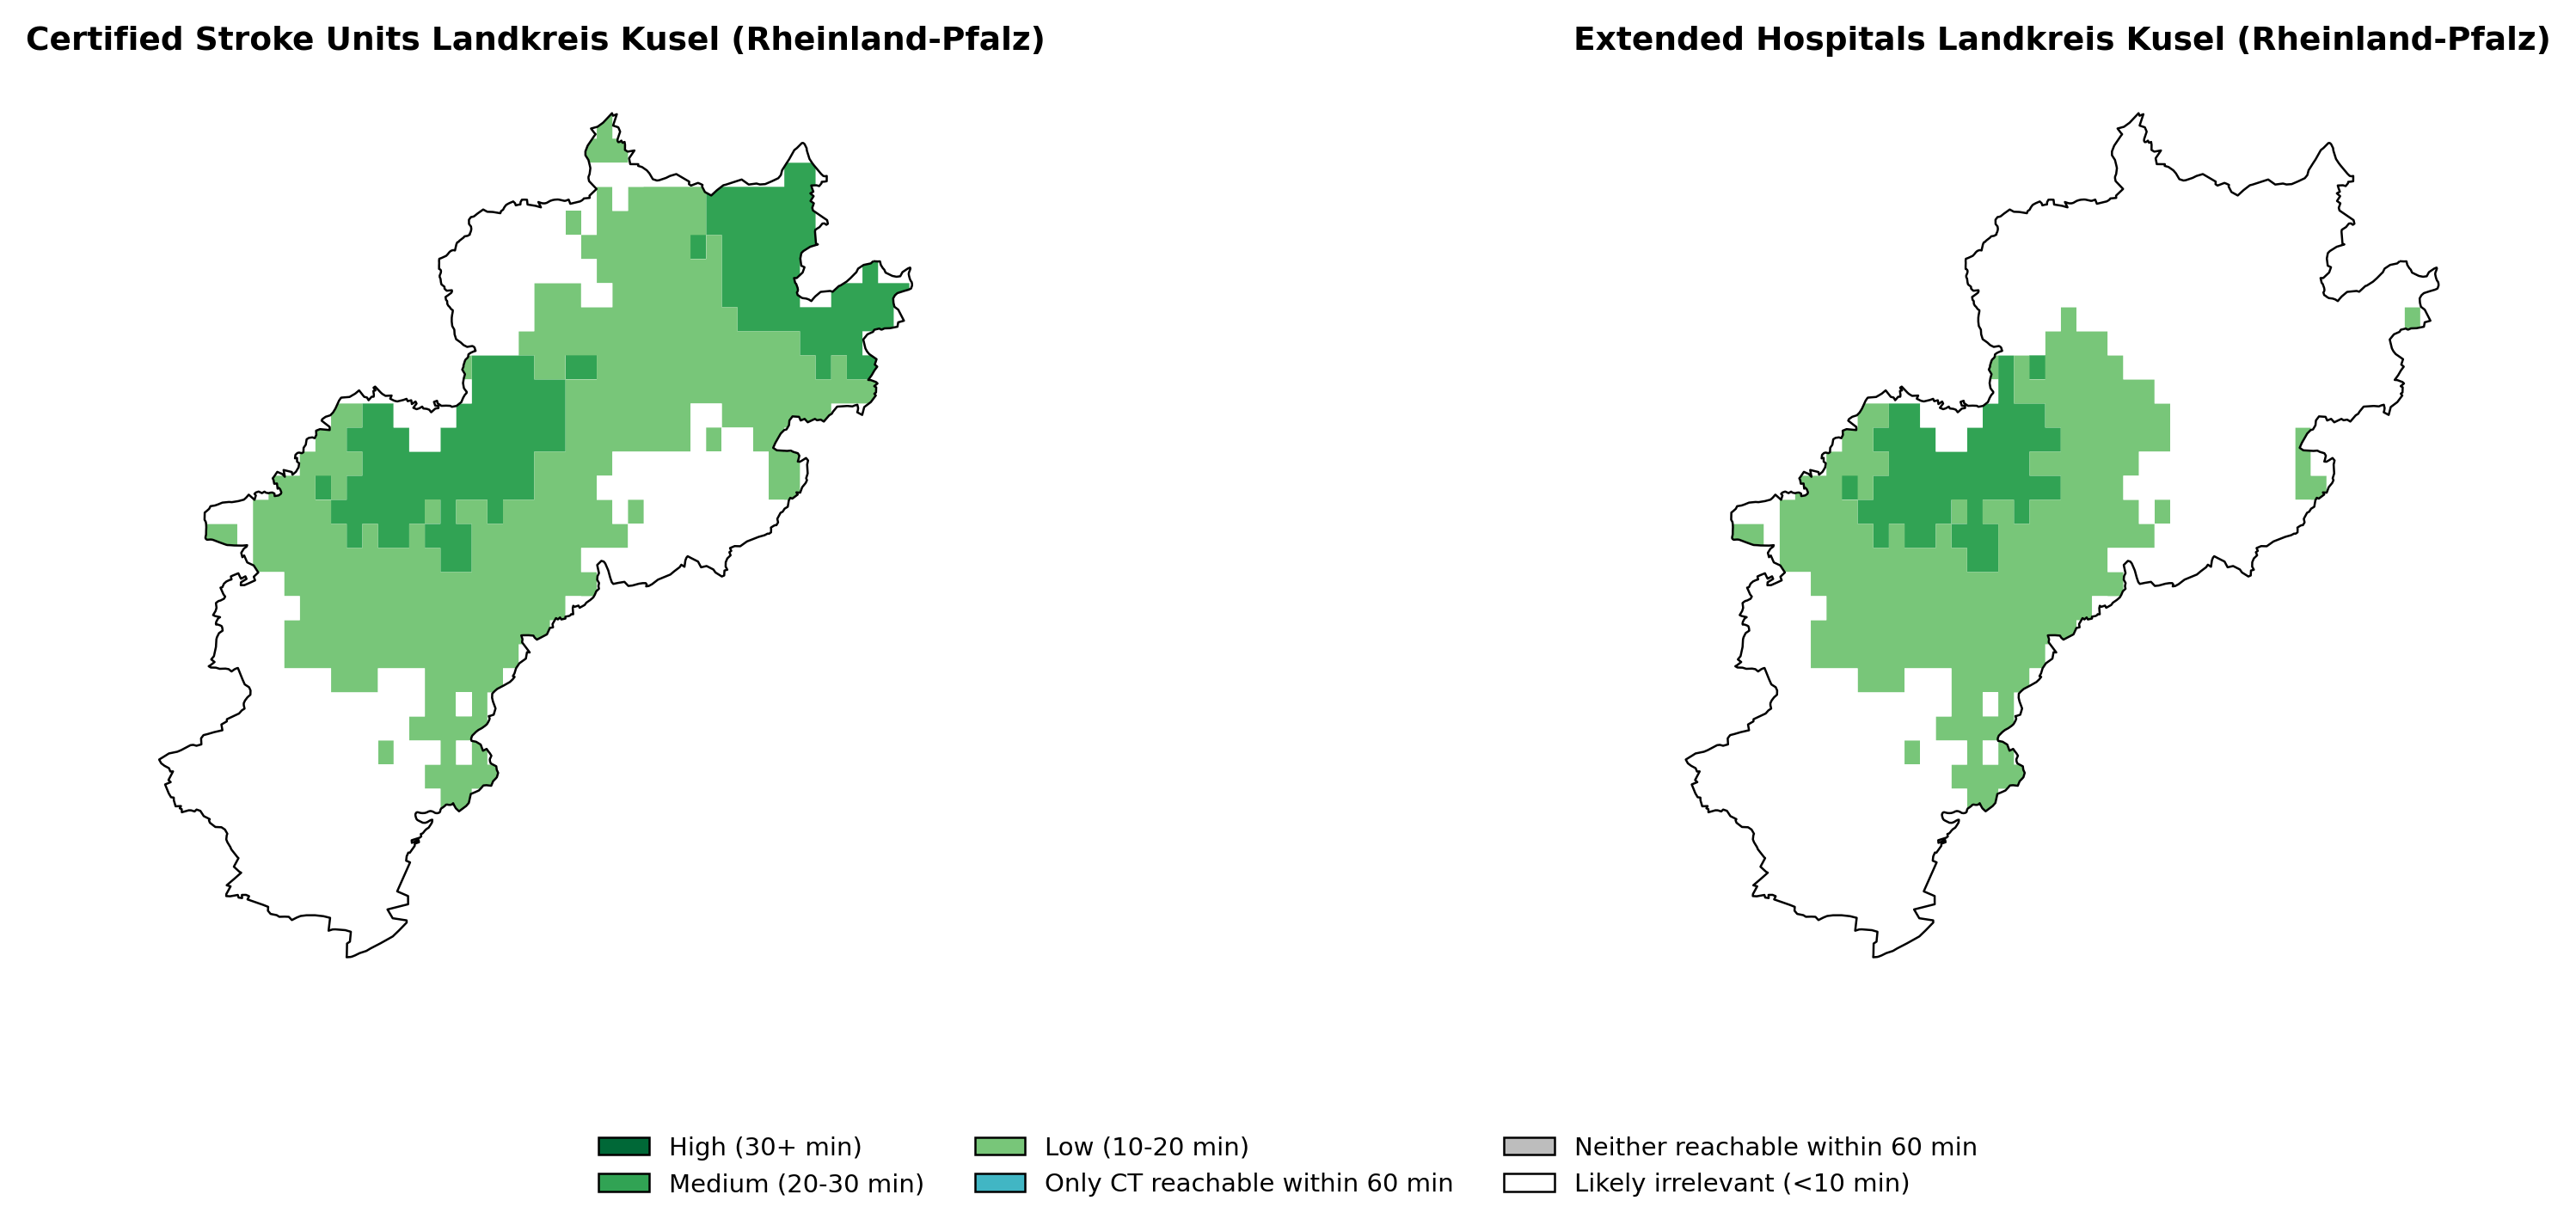 Certified Stroke Units Landkreis Kusel (Rheinland-Pfalz)
Extended Hospitals Landkreis Kusel (Rheinland-Pfalz)
High (30+ min)
Medium (20-30 min)
Low (10-20 min)
Only CT reachable within 60 min
Neither reachable within 60 min
Likely irrelevant (<10 min)